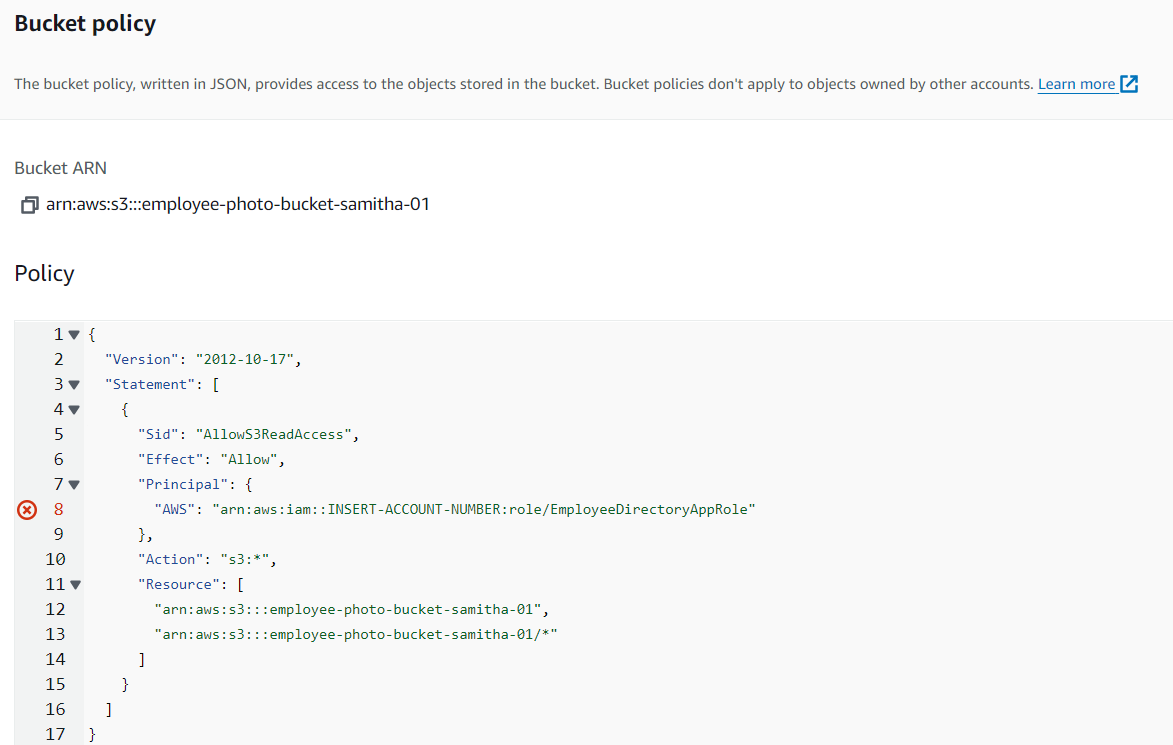 Bucket policy
The bucket policy, written in JSON, provides access to the objects stored in the bucket. Bucket policies don't apply to objects owned by other accounts. Learn more
Bucket ARN
arn:aws:s3:::employee-photo-bucket-samitha-01
Policy
1 {
2   "Version": "2012-10-17",
3   "Statement": [
4     {
5       "Sid": "AllowS3ReadAccess",
6       "Effect": "Allow",
7       "Principal": {
8         "AWS": "arn:aws:iam::INSERT-ACCOUNT-NUMBER:role/EmployeeDirectoryAppRole"
9       },
10       "Action": "s3:*",
11       "Resource": [
12         "arn:aws:s3:::employee-photo-bucket-samitha-01",
13         "arn:aws:s3:::employee-photo-bucket-samitha-01/*"
14       ]
15     }
16   ]
17 }